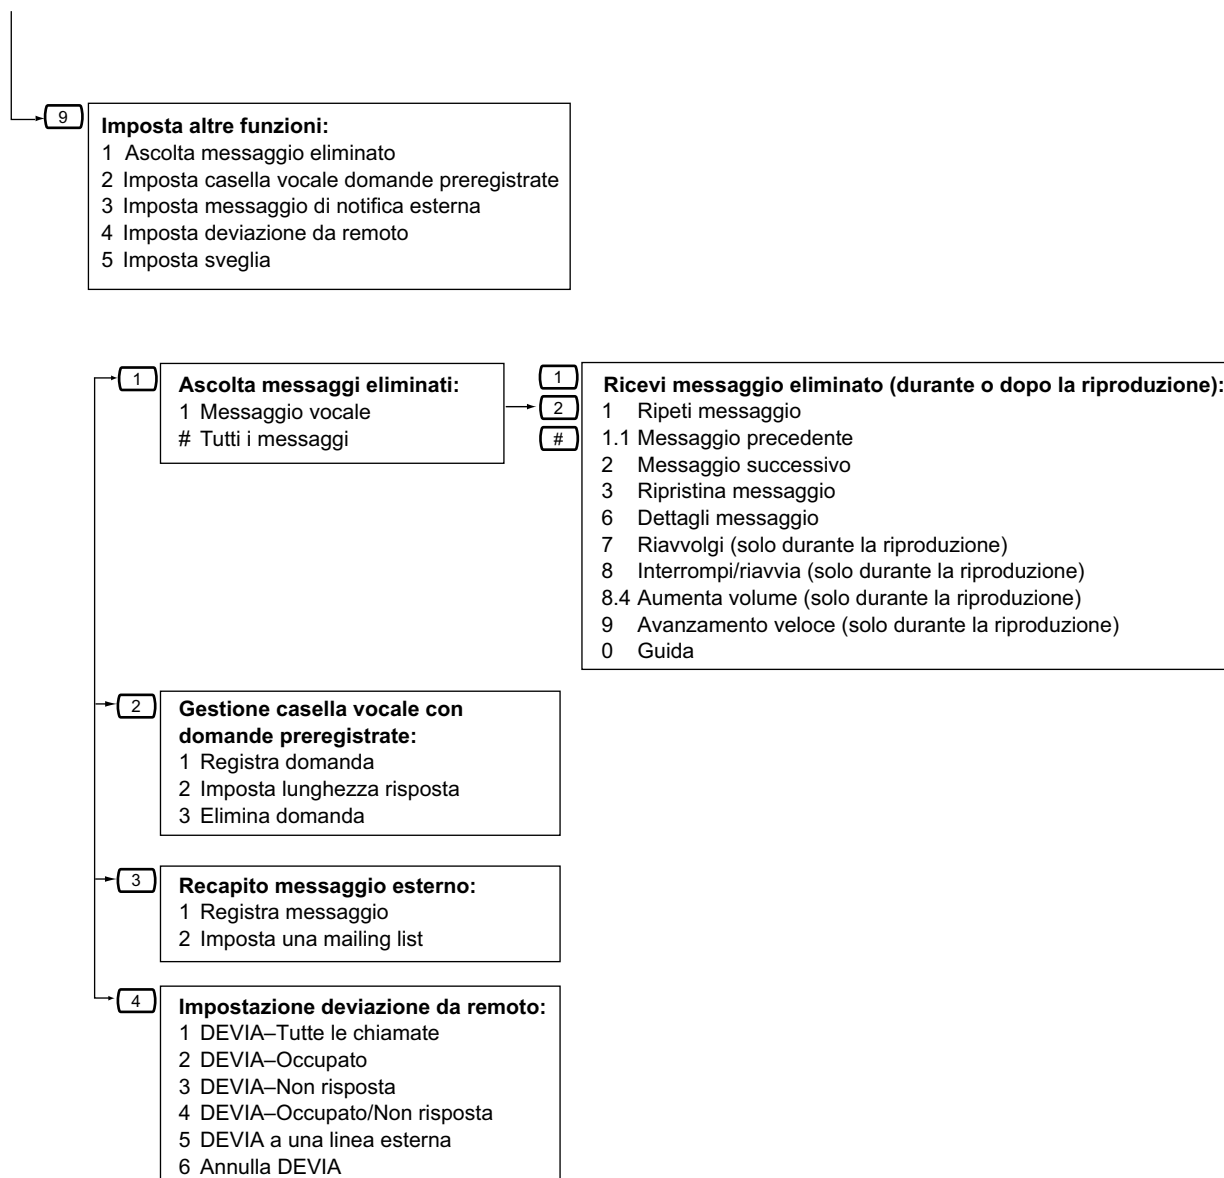 9
Imposta altre funzioni:
1 Ascolta messaggio eliminato
2 Imposta casella vocale domande preregistrate
3 Imposta messaggio di notifica esterna
4 Imposta deviazione da remoto
5 Imposta sveglia
1
Ascolta messaggi eliminati:
1 Messaggio vocale
# Tutti i messaggi
1
2
#
Ricevi messaggio eliminato (durante o dopo la riproduzione):
1 Ripeti messaggio
1.1 Messaggio precedente
2 Messaggio successivo
3 Ripristina messaggio
6 Dettagli messaggio
7 Riavvolgi (solo durante la riproduzione)
8 Interrompi/riavvia (solo durante la riproduzione)
8.4 Aumenta volume (solo durante la riproduzione)
9 Avanzamento veloce (solo durante la riproduzione)
0 Guida
2
Gestione casella vocale con
domande preregistrate:
1 Registra domanda
2 Imposta lunghezza risposta
3 Elimina domanda
3
Recapito messaggio esterno:
1 Registra messaggio
2 Imposta una mailing list
4
Impostazione deviazione da remoto:
1 DEVIA–Tutte le chiamate
2 DEVIA–Occupato
3 DEVIA–Non risposta
4 DEVIA–Occupato/Non risposta
5 DEVIA a una linea esterna
6 Annulla DEVIA